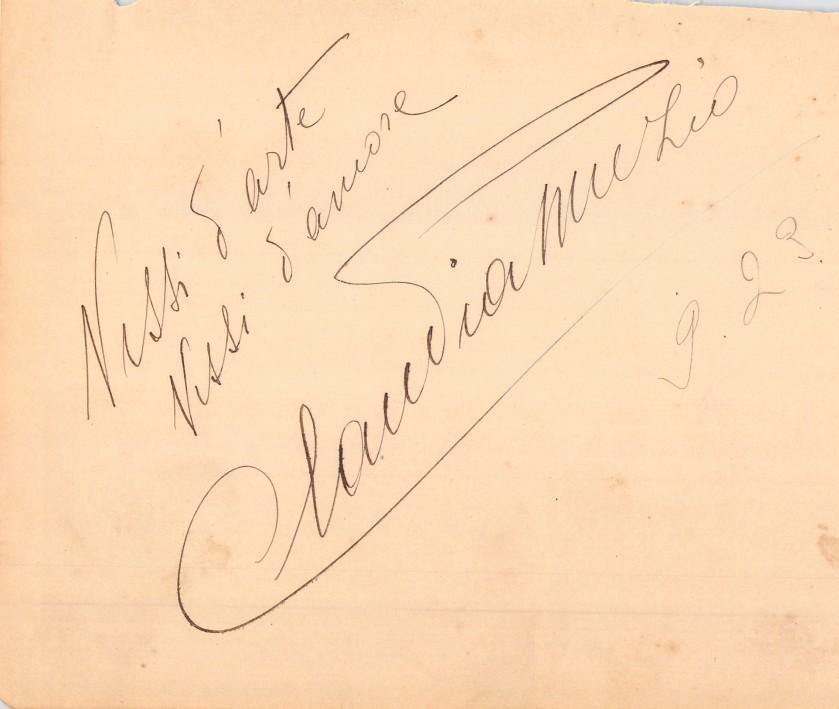 Vissi d'arte
Vissi d'amore
Claudia Muzio
9. 23.